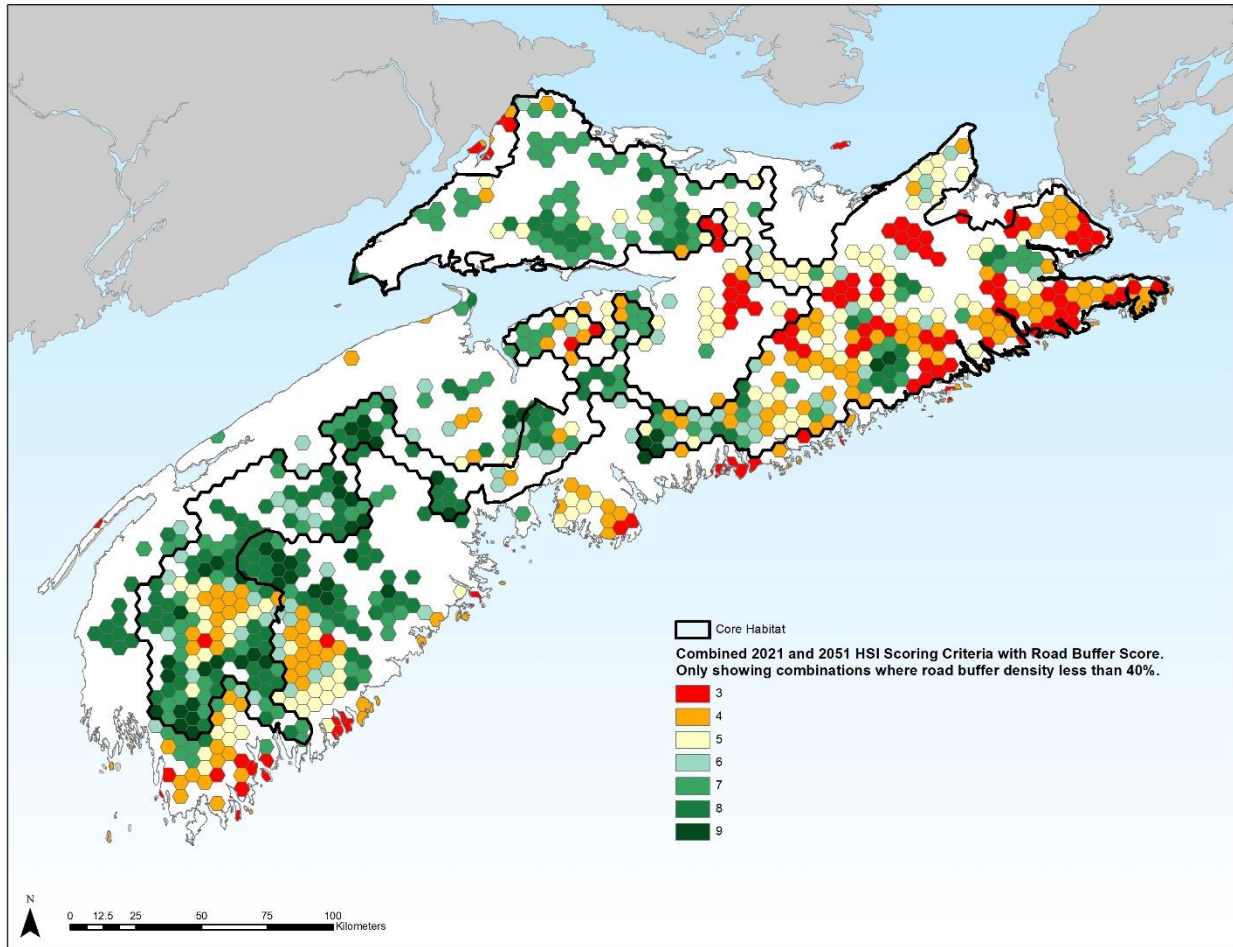 Core Habitat
Combined 2021 and 2051 HSI Scoring Criteria with Road Buffer Score.
Only showing combinations where road buffer density less than 40%.
3
4
5
6
7
8
9
N
0 12.5 25 50 75 100
Kilometers